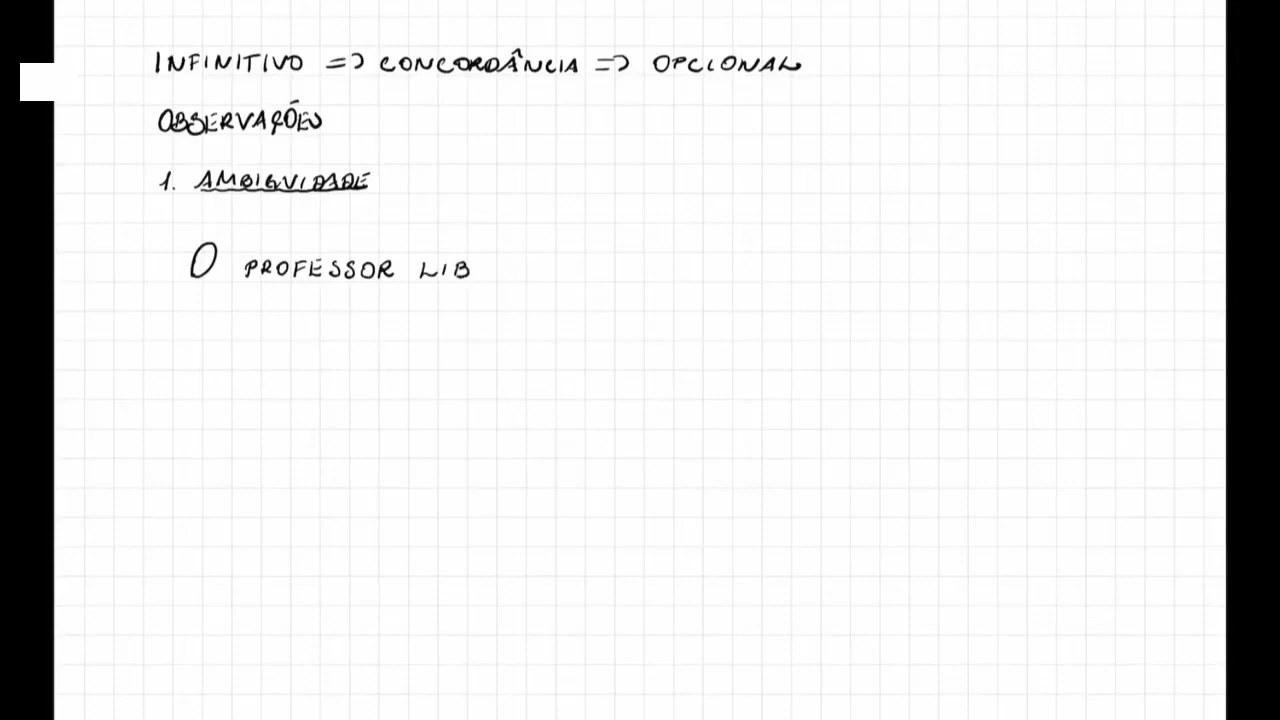 INFINITIVO => CONCORDÂNCIA => OPCIONAL
OBSERVAÇÕES
1. AMBIGUIDADE
O PROFESSOR LIB